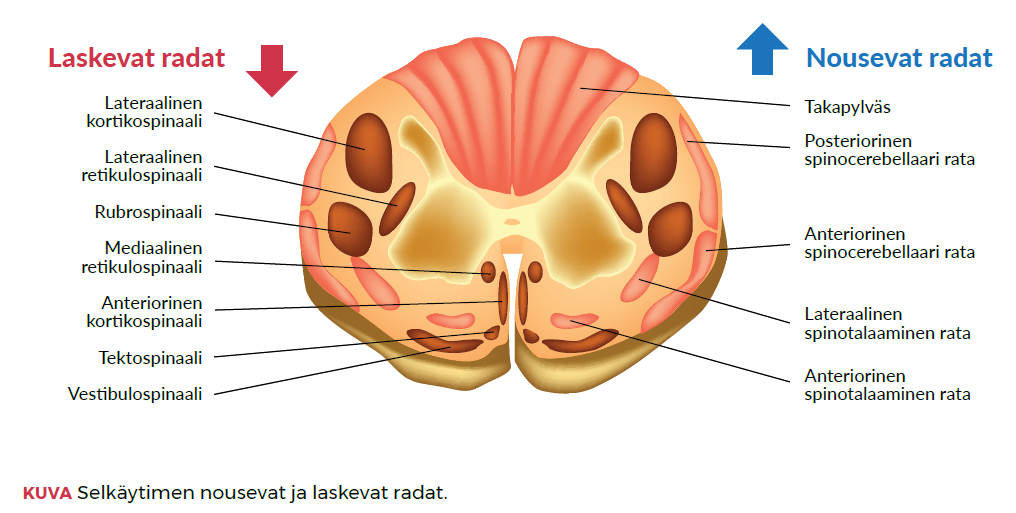 Laskevat radat
Lateraalinen
kortikospinaali
Lateraalinen
retikulospinaali
Rubrospinaali
Mediaalinen
retikulospinaali
Anteriorinen
kortikospinaali
Tektospinaali
Vestibulospinaali
Nousevat radat
Takapylväs
Posteriorinen
spinocerebellaari rata
Anteriorinen
spinocerebellaari rata
Lateraalinen
spinotalaaminen rata
Anteriorinen
spinotalaaminen rata
KUVA Selkäytimen nousevat ja laskevat radat.